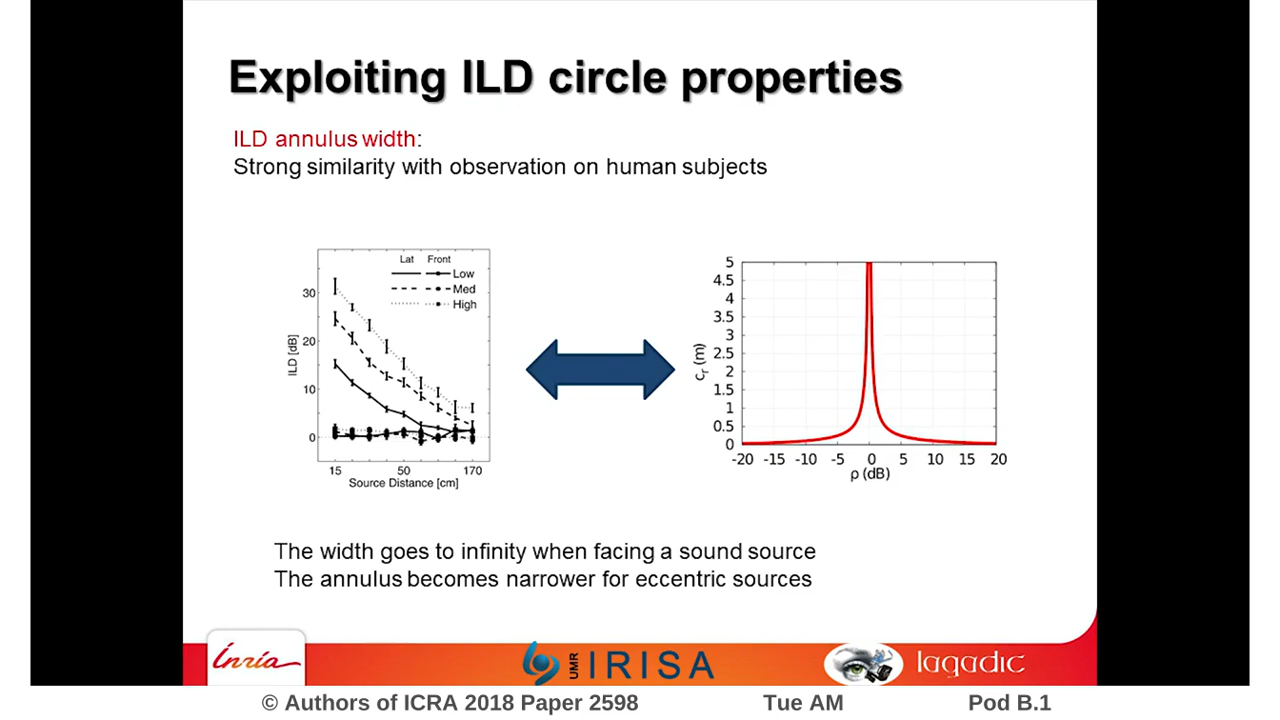 Exploiting ILD circle properties
ILD annulus width:
Strong similarity with observation on human subjects
Lat Front
Low
Med
High
30
20
10
0
ILD [dB]
15 50 170
Source Distance [cm]
5
4.5
4
3.5
3
2.5
2
1.5
1
0.5
0
cr (m)
-20 -15 -10 -5 0 5 10 15 20
ρ (dB)
The width goes to infinity when facing a sound source
The annulus becomes narrower for eccentric sources
Inria
UMR IRISA
lagadic
© Authors of ICRA 2018 Paper 2598 Tue AM Pod B.1